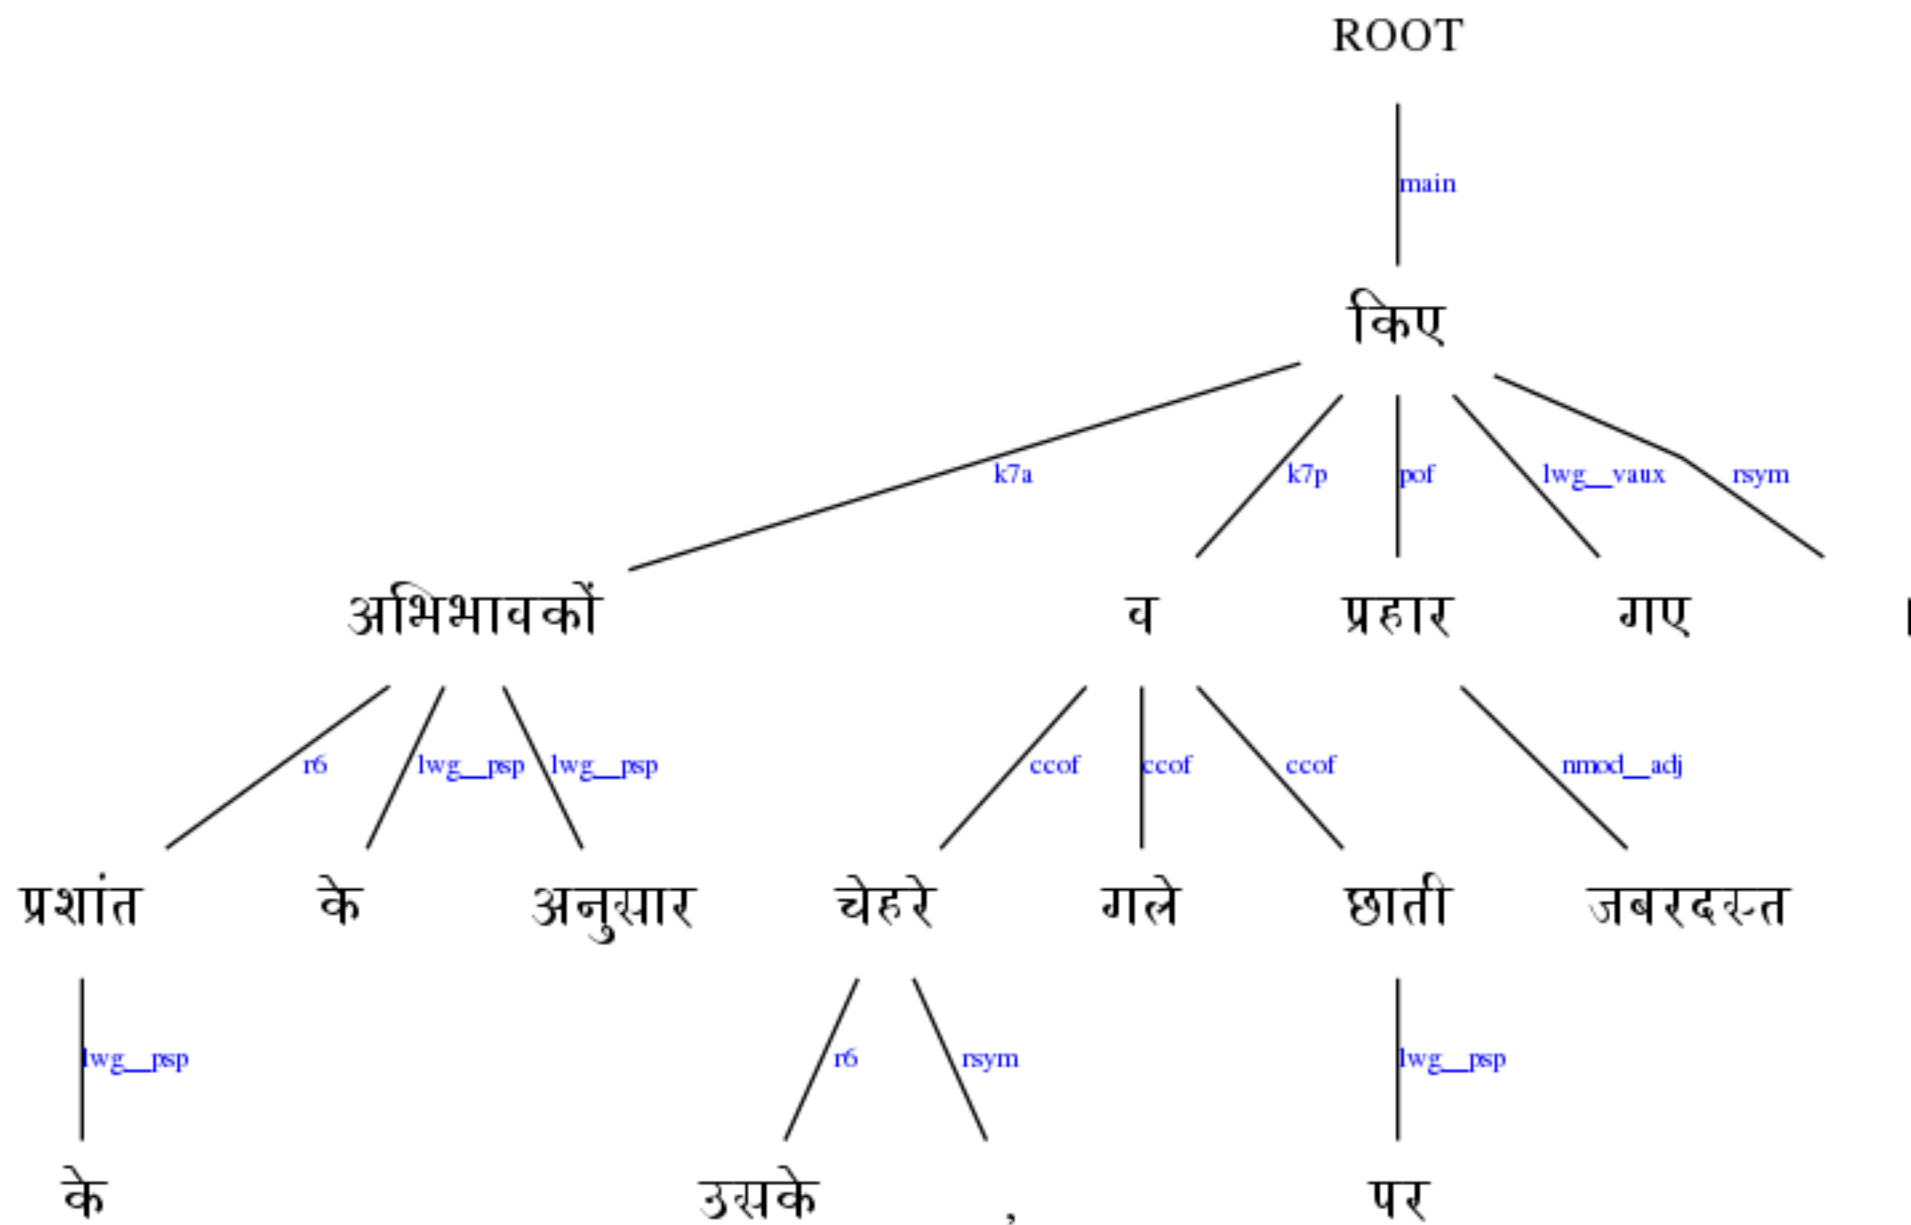 ROOT
main
किए
k7a k7p pof lwg__vaux rsym
अभिभावकों व प्रहार गए ।
r6 lwg__psp lwg__psp ccof ccof ccof nmod__adj
प्रशांत के अनुसार चेहरे गले छाती जबरदस्त
lwg__psp r6 rsym lwg__psp
के उसके , पर